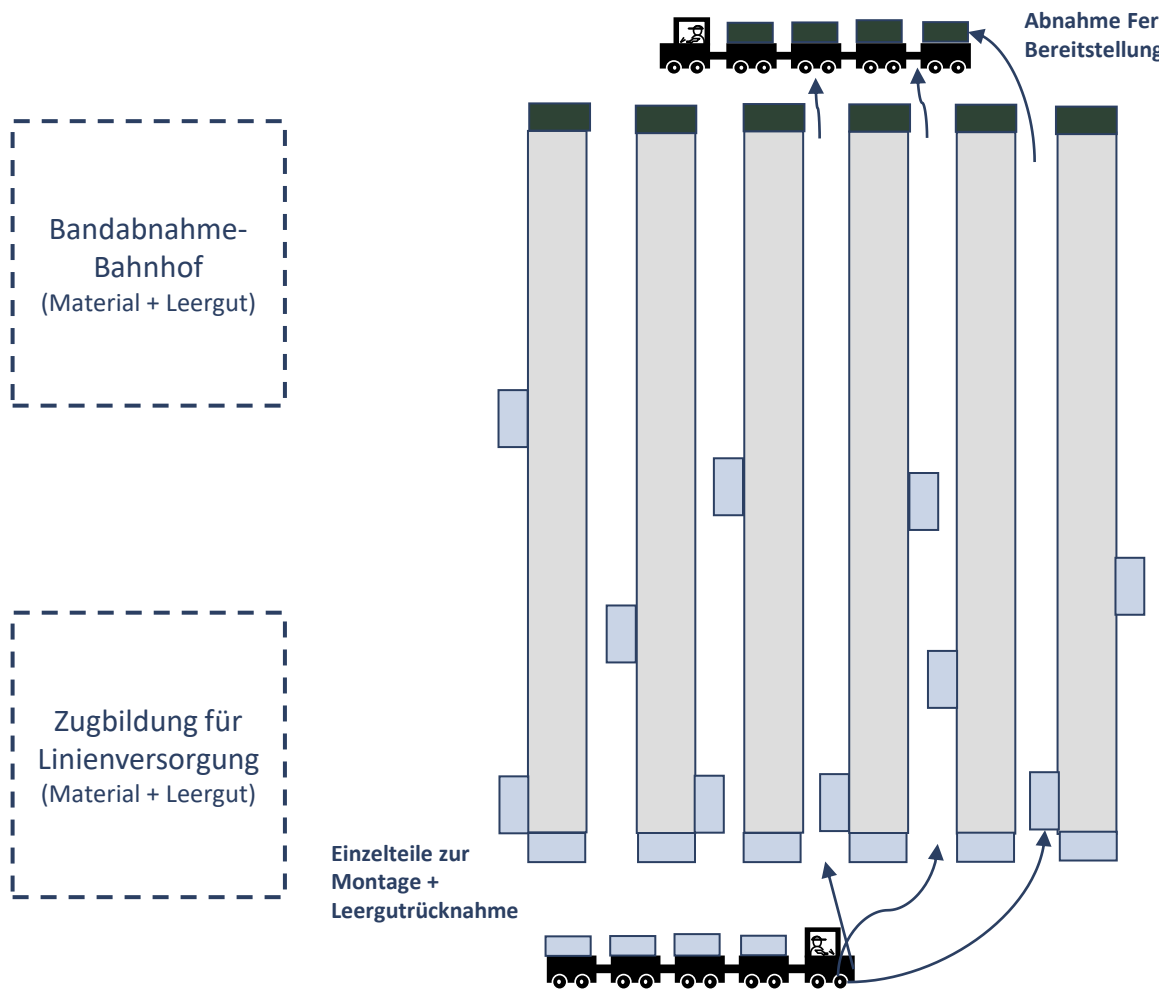 Abnahme Fer
Bereitstellung
Bandabnahme-
Bahnhof
(Material + Leergut)
Zugbildung für
Linienversorgung
(Material + Leergut)
Einzelteile zur
Montage +
Leergutrücknahme